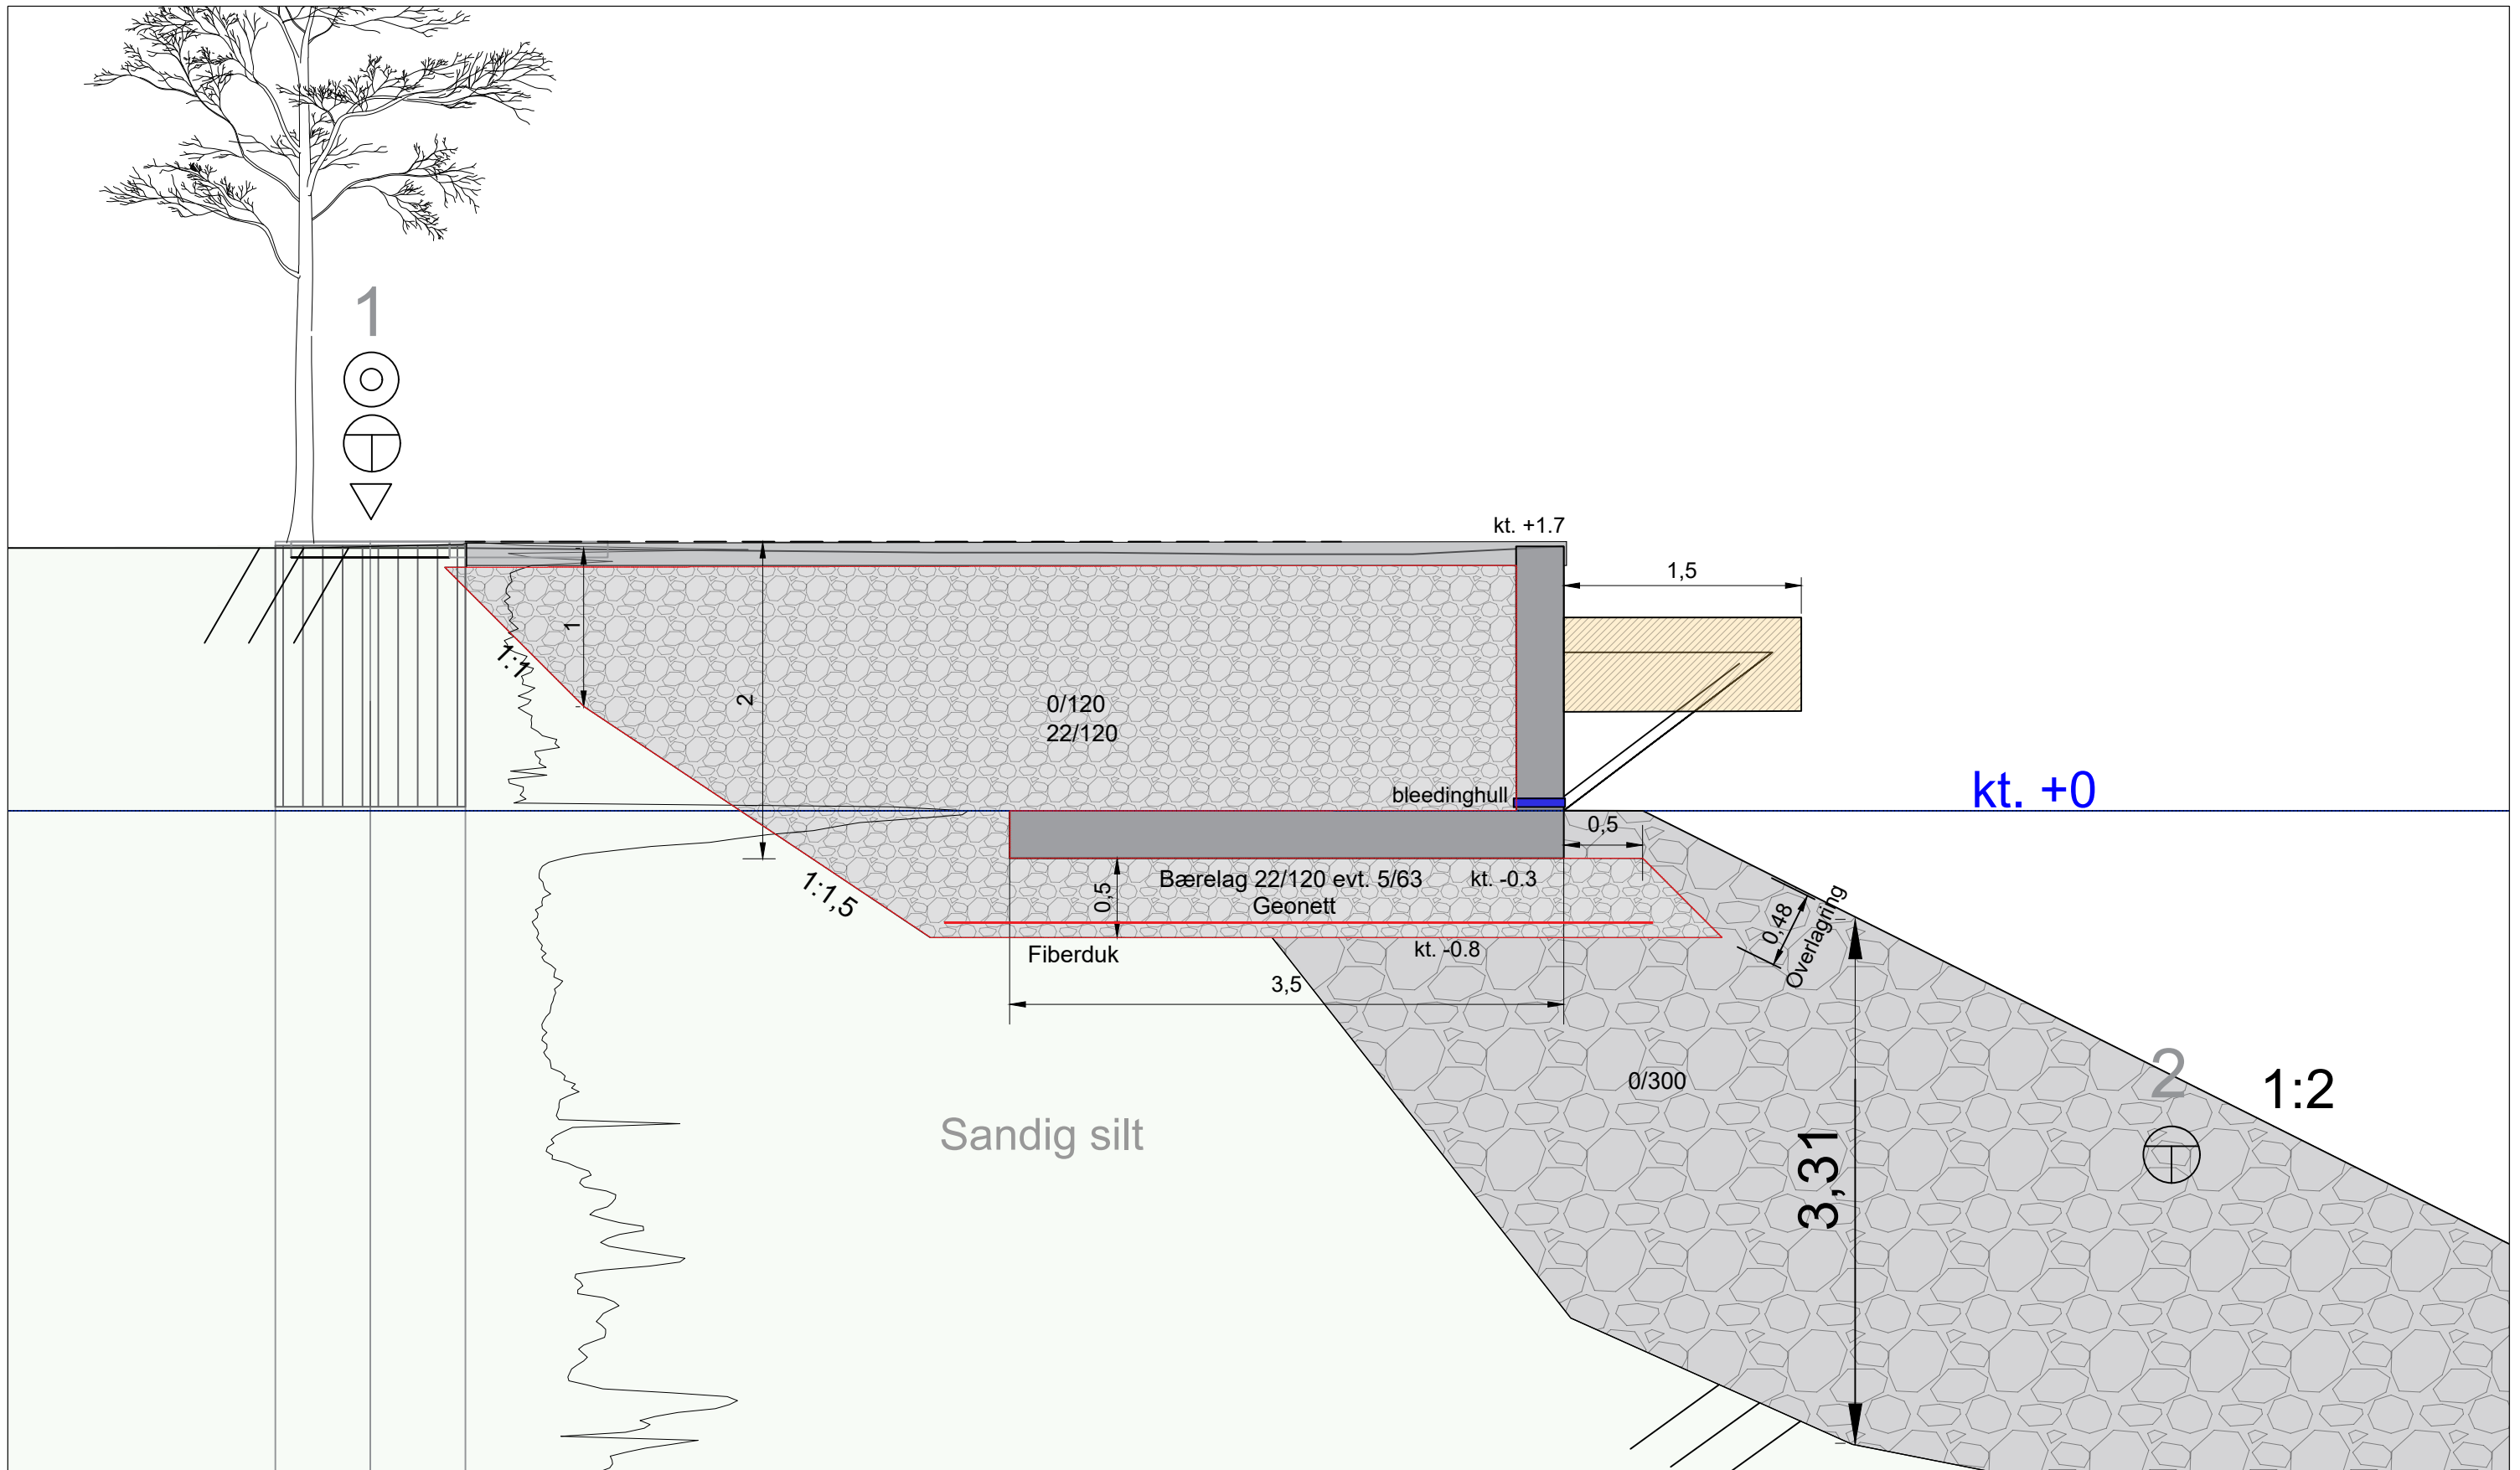 1
kt. +1.7
1,5
1
1:1
2
0/120
22/120
bleedinghull
kt. +0
0,5
1:1,5
0,5
Bærelag 22/120 evt. 5/63
kt. -0.3
Geonett
0,48
Overlagring
Fiberduk
kt. -0.8
3,5
0/300
2
1:2
Sandig silt
3,31